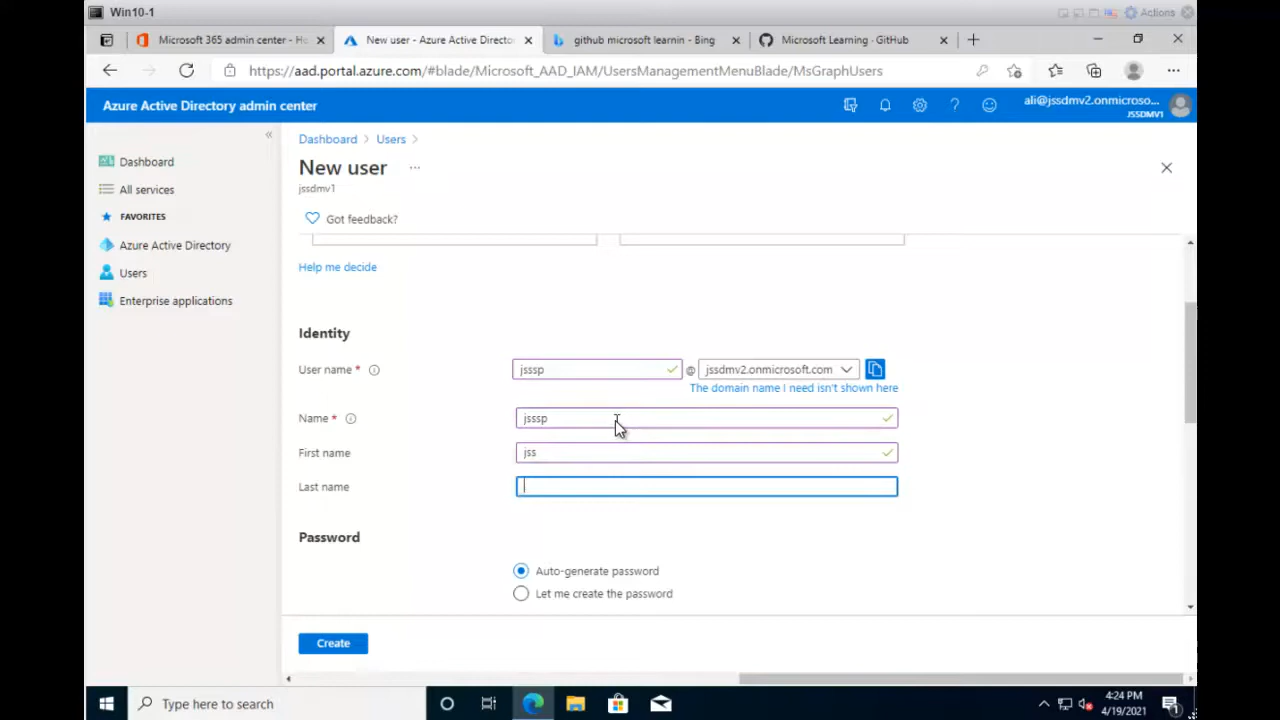 Win10-1
Actions
Microsoft 365 admin center - Ho
New user - Azure Active Directo
github microsoft learnin - Bing
Microsoft Learning · GitHub
https://aad.portal.azure.com/#blade/Microsoft_AAD_IAM/UsersManagementMenuBlade/MsGraphUsers
Azure Active Directory admin center
ali@jssdmv2.onmicroso...
JSSDMV1
Dashboard
All services
FAVORITES
Azure Active Directory
Users
Enterprise applications
Dashboard > Users >
New user ...
jssdmv1
Got feedback?
Help me decide
Identity
User name * jsssp @ jssdmv2.onmicrosoft.com
The domain name I need isn't shown here
Name * jsssp
First name jss
Last name
Password
Auto-generate password
Let me create the password
Create
Type here to search
4:24 PM
4/19/2021
1